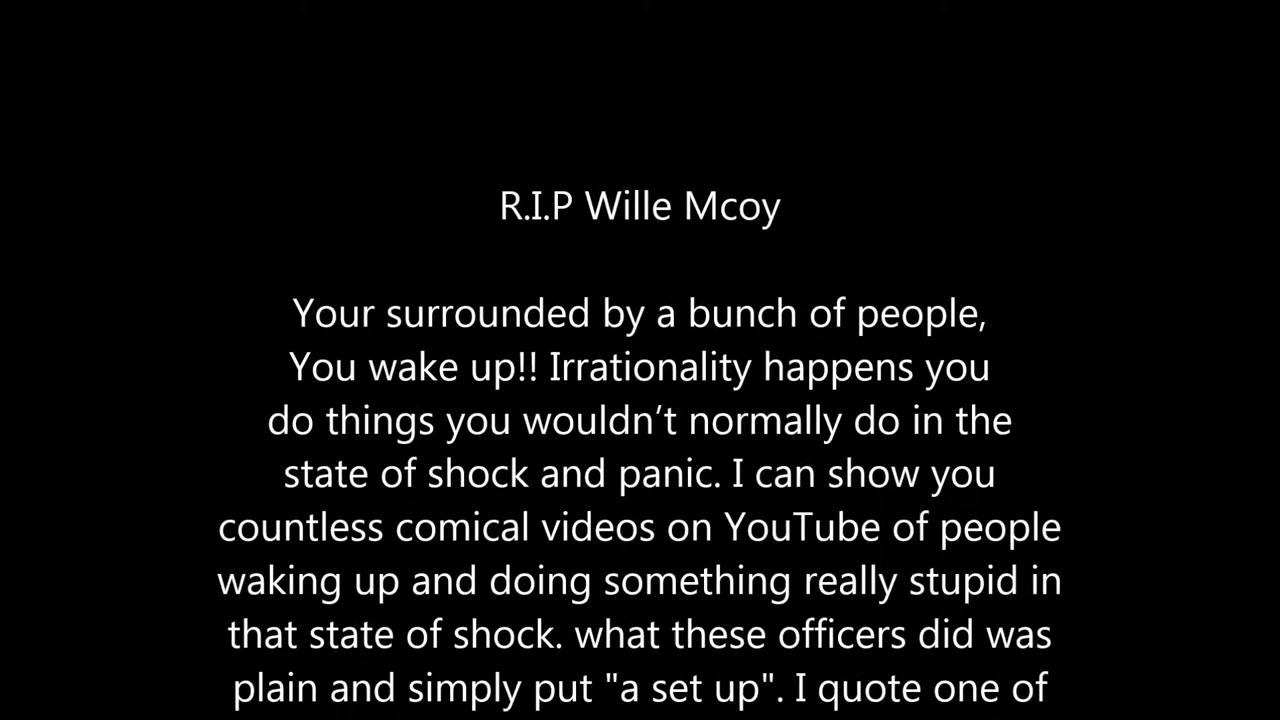 R.I.P Wille Mcoy
Your surrounded by a bunch of people,
You wake up!! Irrationality happens you
do things you wouldn’t normally do in the
state of shock and panic. I can show you
countless comical videos on YouTube of people
waking up and doing something really stupid in
that state of shock. what these officers did was
plain and simply put "a set up". I quote one of